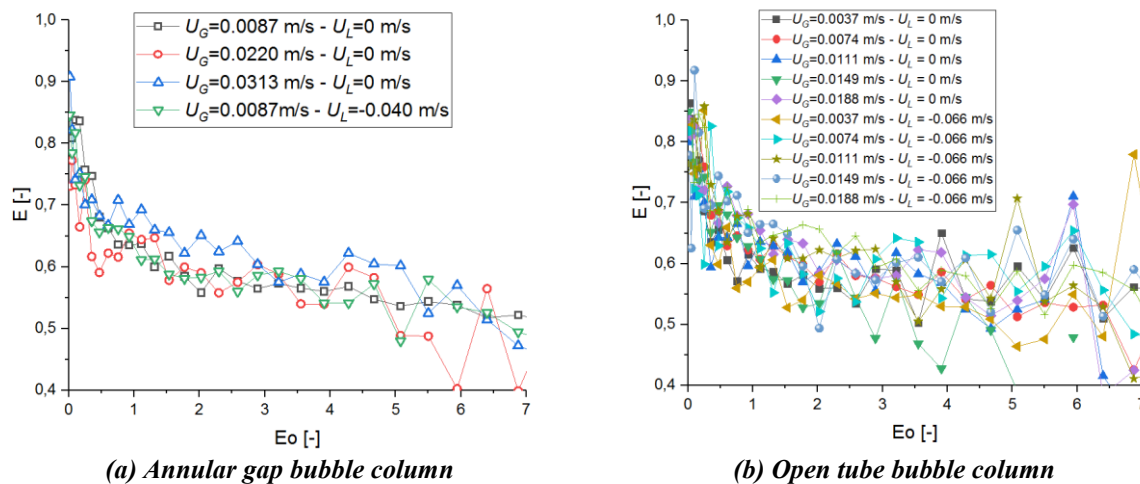 (a)
U_G=0.0087 m/s - U_L=0 m/s
U_G=0.0220 m/s - U_L=0 m/s
U_G=0.0313 m/s - U_L=0 m/s
U_G=0.0087m/s - U_L=-0.040 m/s
1,0
0,9
0,8
0,7
0,6
0,5
0,4
E [-]
0 1 2 3 4 5 6 7
Eo [-]
(a) Annular gap bubble column
(b)
U_G=0.0037 m/s - U_L = 0 m/s
U_G=0.0074 m/s - U_L = 0 m/s
U_G=0.0111 m/s - U_L = 0 m/s
U_G=0.0149 m/s - U_L = 0 m/s
U_G=0.0188 m/s - U_L = 0 m/s
U_G=0.0037 m/s - U_L = -0.066 m/s
U_G=0.0074 m/s - U_L = -0.066 m/s
U_G=0.0111 m/s - U_L = -0.066 m/s
U_G=0.0149 m/s - U_L = -0.066 m/s
U_G=0.0188 m/s - U_L = -0.066 m/s
1,0
0,9
0,8
0,7
0,6
0,5
0,4
E [-]
0 1 2 3 4 5 6 7
Eo [-]
(b) Open tube bubble column